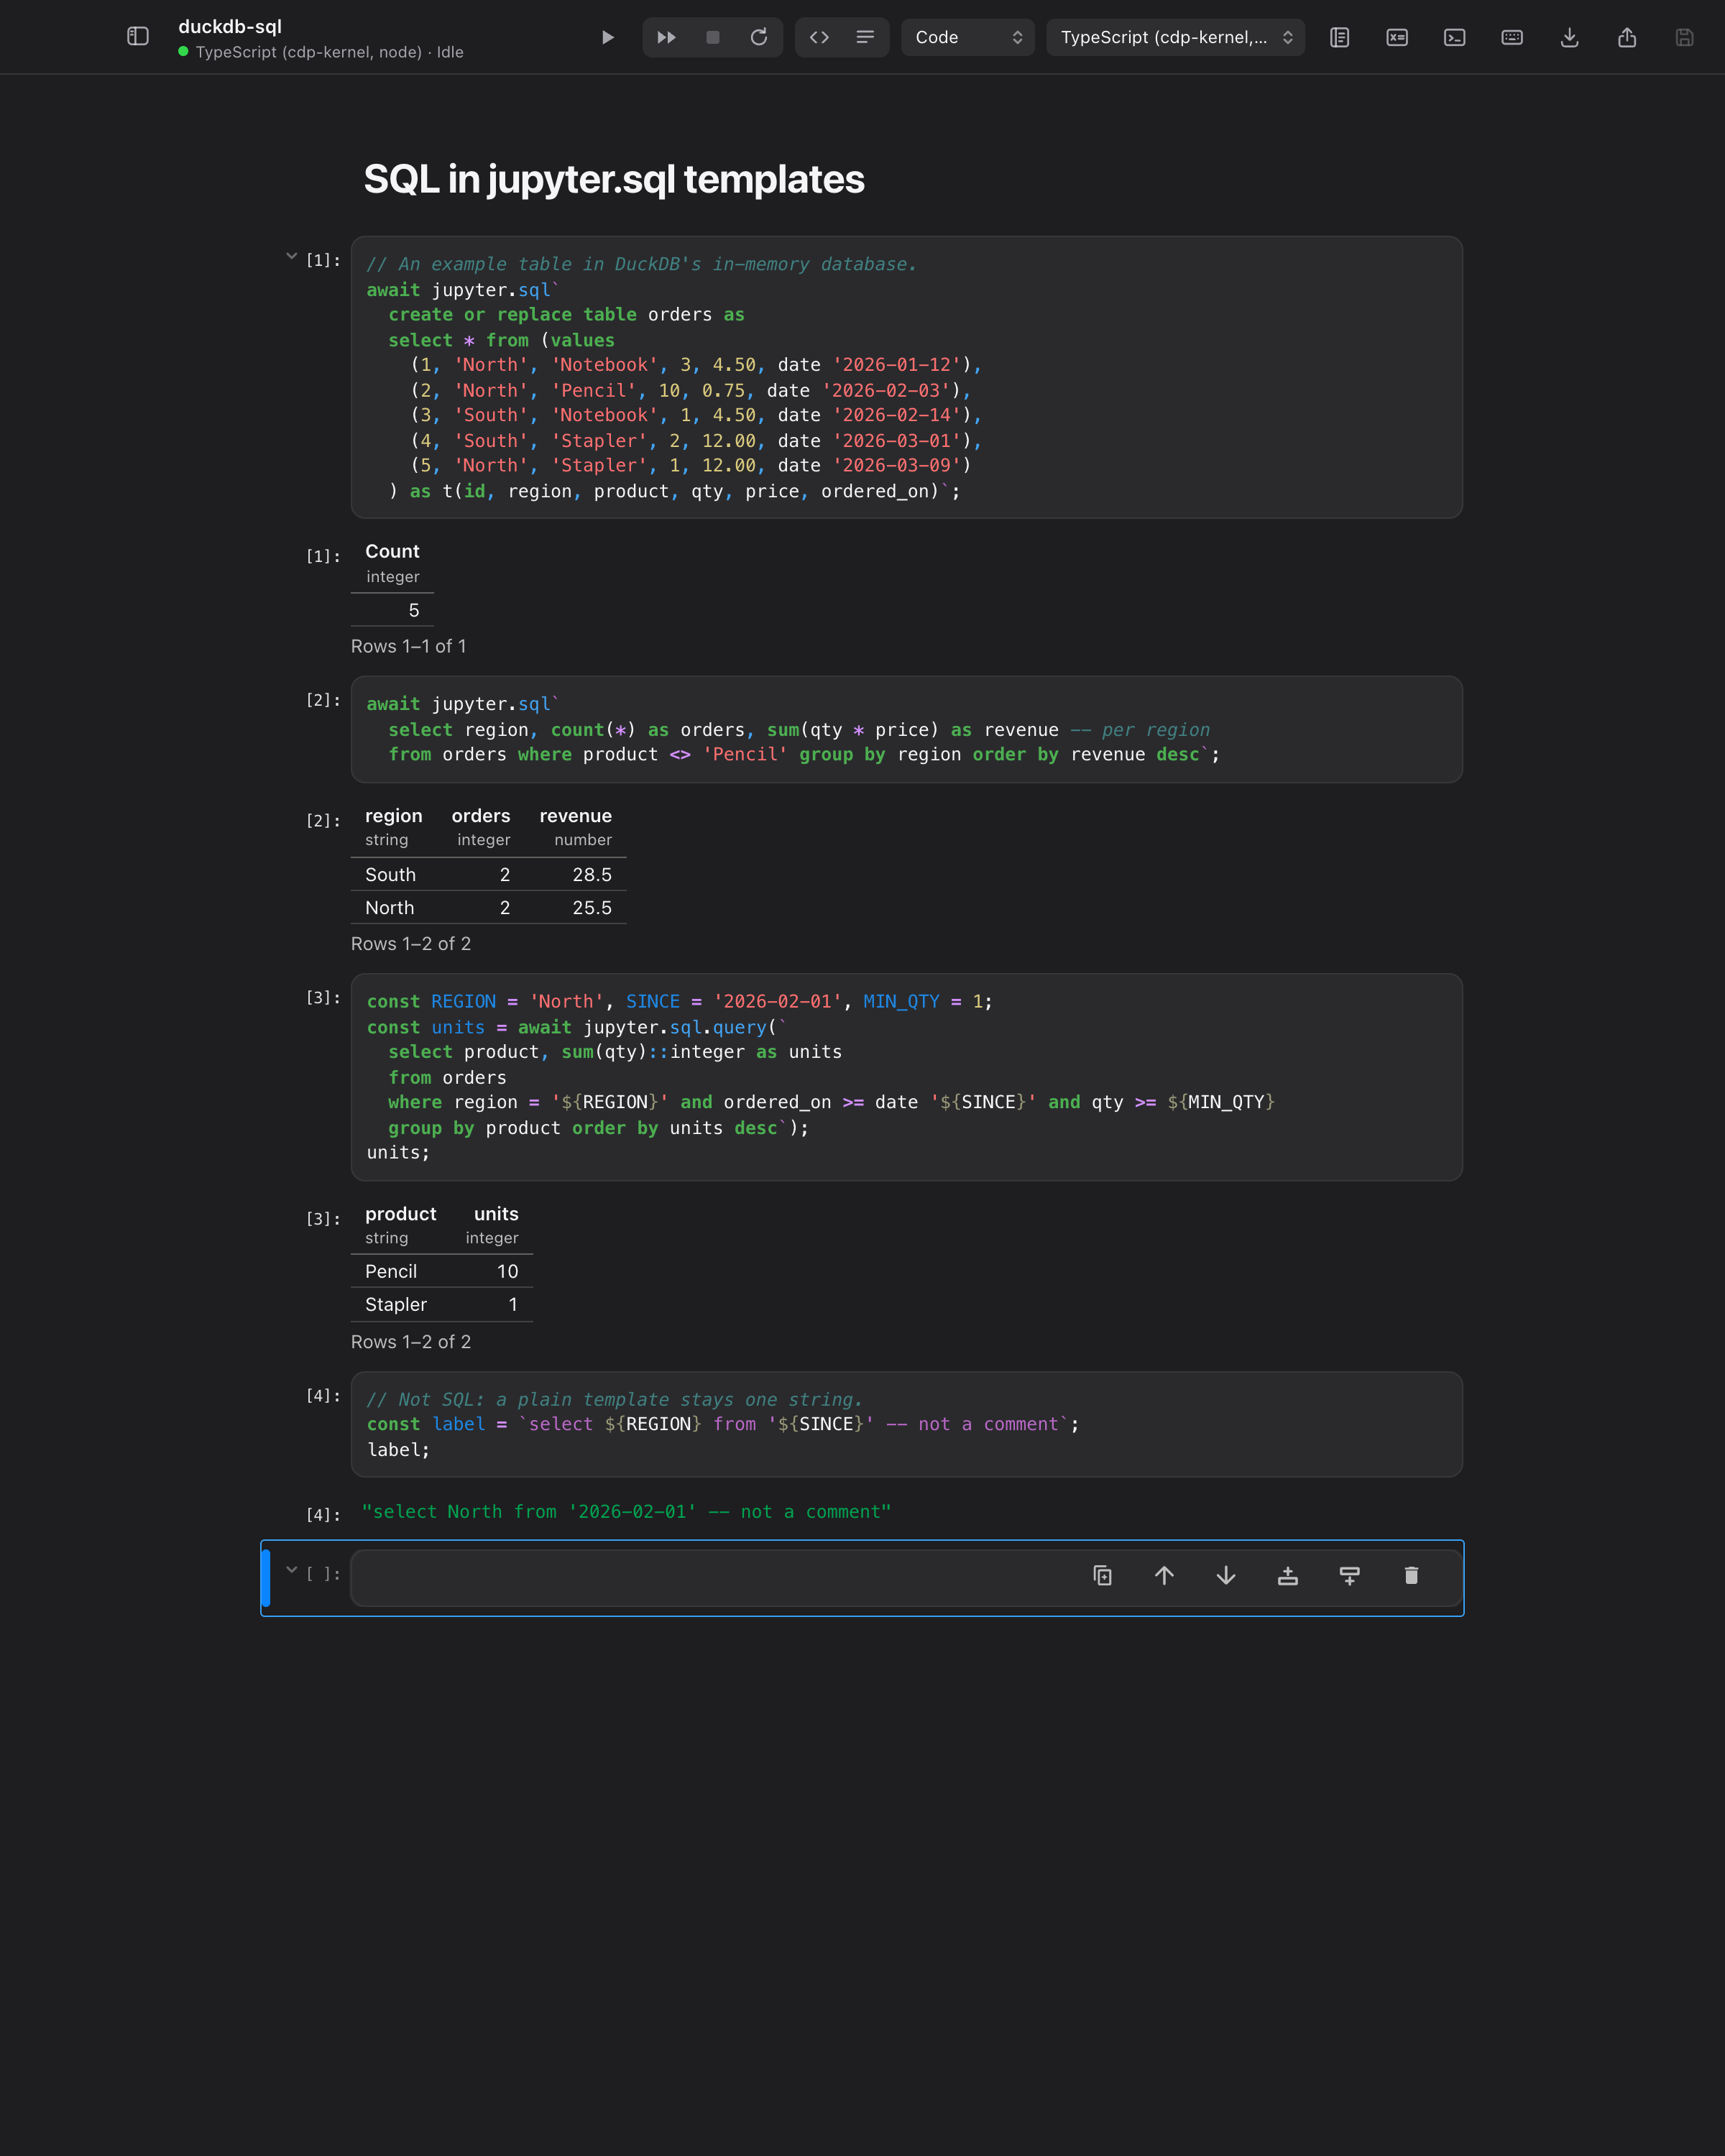 duckdb-sql
TypeScript (cdp-kernel, node) · Idle
Code
TypeScript (cdp-kernel,...
SQL in jupyter.sql templates
[1]:
// An example table in DuckDB's in-memory database.
await jupyter.sql`
  create or replace table orders as
  select * from (values
    (1, 'North', 'Notebook', 3, 4.50, date '2026-01-12'),
    (2, 'North', 'Pencil', 10, 0.75, date '2026-02-03'),
    (3, 'South', 'Notebook', 1, 4.50, date '2026-02-14'),
    (4, 'South', 'Stapler', 2, 12.00, date '2026-03-01'),
    (5, 'North', 'Stapler', 1, 12.00, date '2026-03-09')
  ) as t(id, region, product, qty, price, ordered_on)`;
[1]:
Count
integer
5
Rows 1–1 of 1
[2]:
await jupyter.sql`
  select region, count(*) as orders, sum(qty * price) as revenue -- per region
  from orders where product <> 'Pencil' group by region order by revenue desc`;
[2]:
region orders revenue
string integer number
South 2 28.5
North 2 25.5
Rows 1–2 of 2
[3]:
const REGION = 'North', SINCE = '2026-02-01', MIN_QTY = 1;
const units = await jupyter.sql.query(`
  select product, sum(qty)::integer as units
  from orders
  where region = '${REGION}' and ordered_on >= date '${SINCE}' and qty >= ${MIN_QTY}
  group by product order by units desc`);
units;
[3]:
product units
string integer
Pencil 10
Stapler 1
Rows 1–2 of 2
[4]:
// Not SQL: a plain template stays one string.
const label = `select ${REGION} from '${SINCE}' -- not a comment`;
label;
[4]:
"select North from '2026-02-01' -- not a comment"
[ ]: